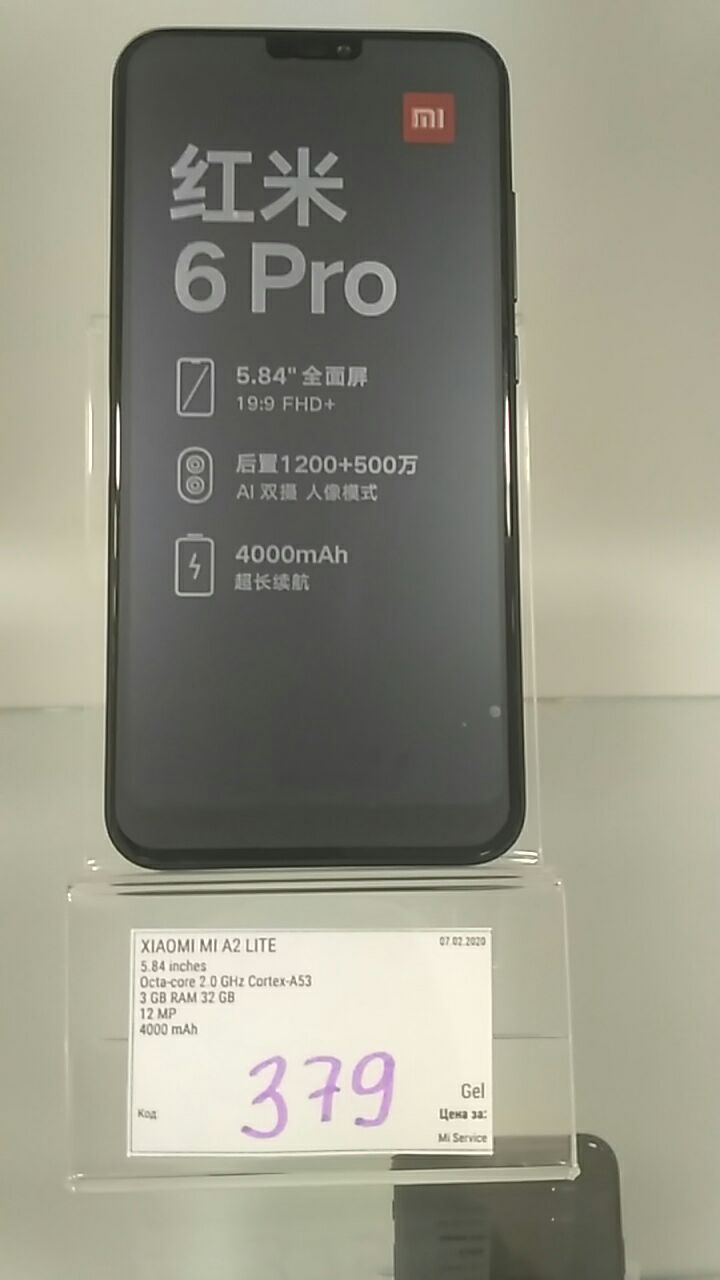 mi
红米
6 Pro
5.84" 全面屏
19:9 FHD+
后置1200+500万
AI 双摄 人像模式
4000mAh
超长续航
XIAOMI MI A2 LITE
07.02.2020
5.84 inches
Octa-core 2.0 GHz Cortex-A53
3 GB RAM 32 GB
12 MP
4000 mAh
379
Gel
Код:
Цена за:
Mi Service